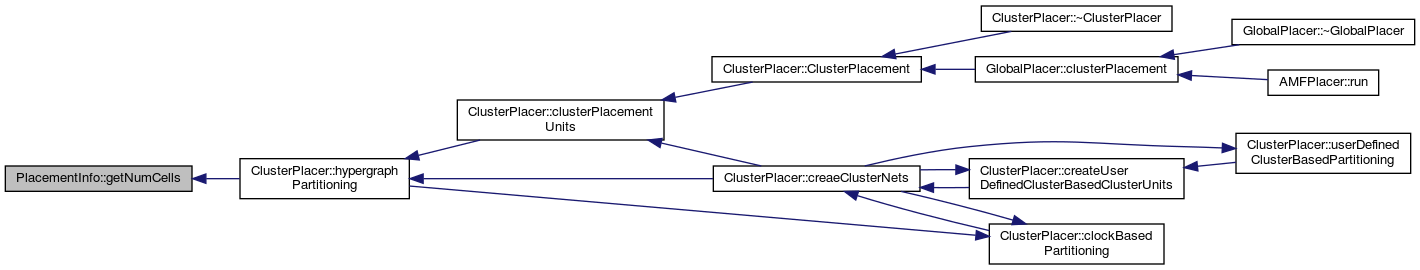 ClusterPlacer::~ClusterPlacer
GlobalPlacer::~GlobalPlacer
ClusterPlacer::ClusterPlacement
GlobalPlacer::clusterPlacement
AMFPlacer::run
ClusterPlacer::clusterPlacement
Units
ClusterPlacer::userDefined
ClusterBasedPartitioning
PlacementInfo::getNumCells
ClusterPlacer::hypergraph
Partitioning
ClusterPlacer::creaeClusterNets
ClusterPlacer::createUser
DefinedClusterBasedClusterUnits
ClusterPlacer::clockBased
Partitioning